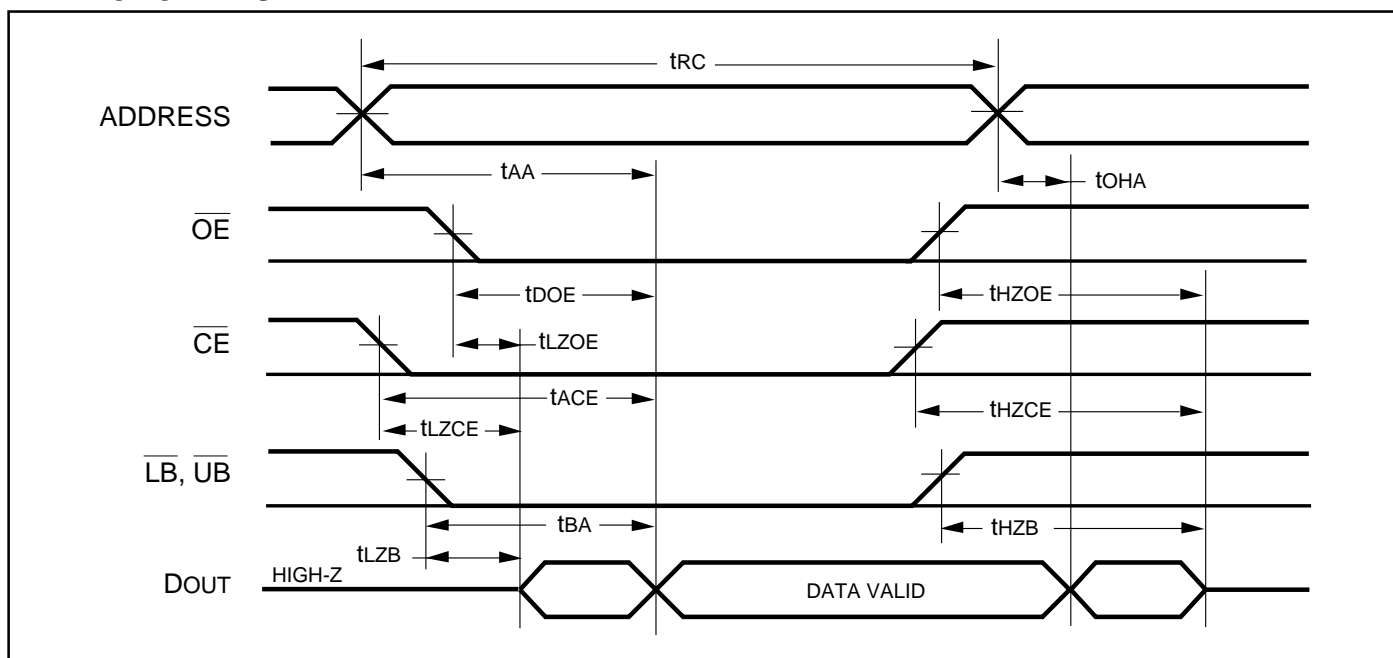 tRC
ADDRESS
tAA
tOHA
OE
tDOE
tHZOE
CE
tLZOE
tACE
tHZCE
tLZCE
LB, UB
tBA
tHZB
tLZB
DOUT
HIGH-Z
DATA VALID